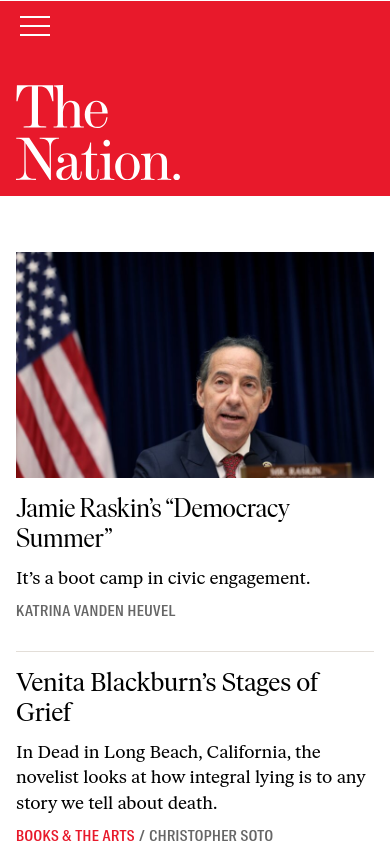 The
Nation.
MR. RASKIN
Jamie Raskin’s “Democracy
Summer”
It’s a boot camp in civic engagement.
KATRINA VANDEN HEUVEL
Venita Blackburn’s Stages of
Grief
In Dead in Long Beach, California, the
novelist looks at how integral lying is to any
story we tell about death.
BOOKS & THE ARTS / CHRISTOPHER SOTO